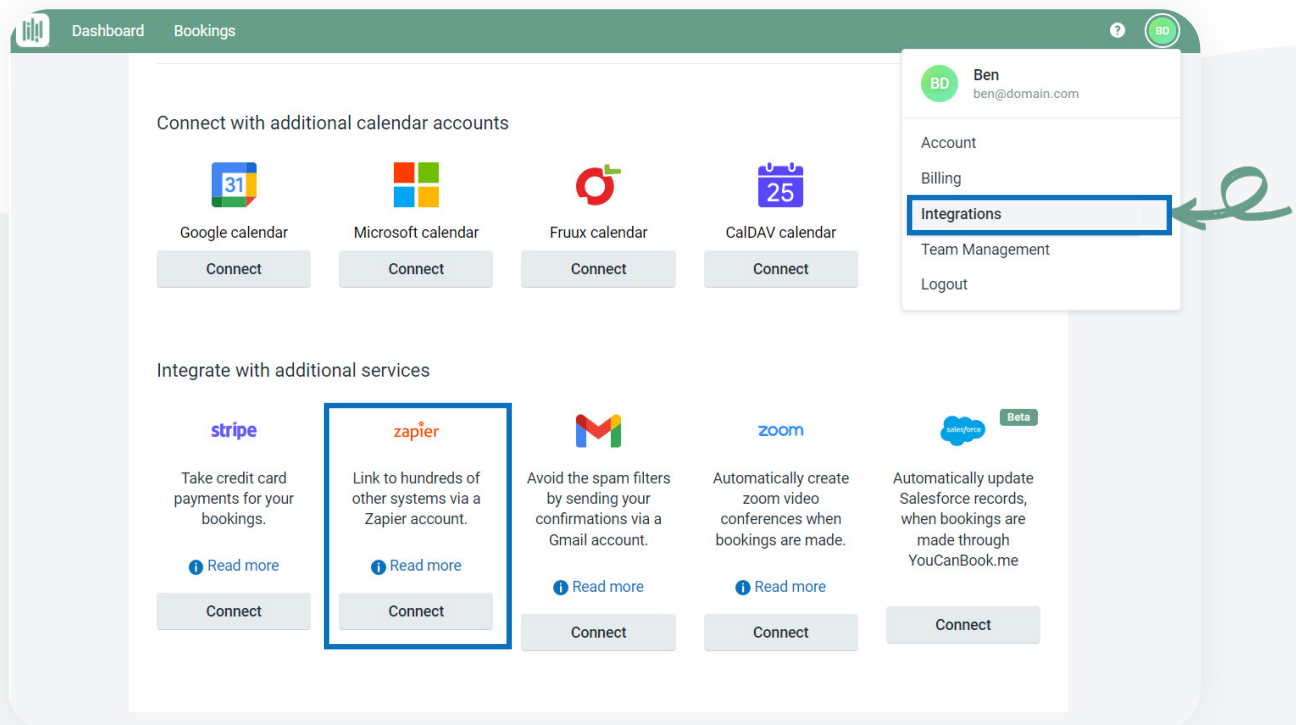 Dashboard
Bookings
?
BD
BD
Ben
ben@domain.com
Account
Billing
Integrations
Team Management
Logout
Connect with additional calendar accounts
31
25
Google calendar
Microsoft calendar
Fruux calendar
CalDAV calendar
Connect
Connect
Connect
Connect
Integrate with additional services
stripe
Take credit card
payments for your
bookings.
i Read more
Connect
zapier
Link to hundreds of
other systems via a
Zapier account.
i Read more
Connect
Avoid the spam filters
by sending your
confirmations via a
Gmail account.
i Read more
Connect
zoom
Automatically create
zoom video
conferences when
bookings are made.
i Read more
Connect
salesforce
Beta
Automatically update
Salesforce records,
when bookings are
made through
YouCanBook.me
Connect